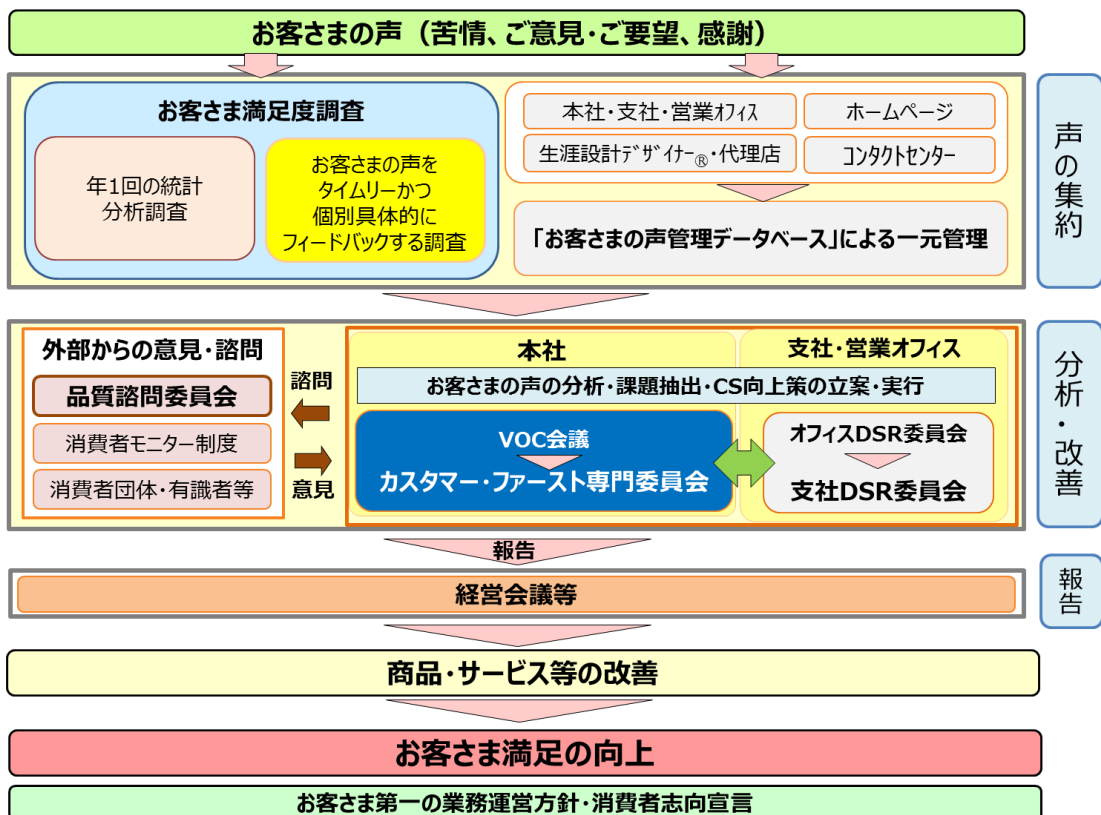 お客さまの声（苦情、ご意見・ご要望、感謝）
お客さま満足度調査
年1回の統計
分析調査
お客さまの声を
タイムリーかつ
個別具体的に
フィードバックする調査
本社・支社・営業ｵﾌｨｽ
ホームページ
生涯設計ﾃﾞｻﾞｲﾅｰ®・代理店
ｺﾝﾀｸﾄセンター
「お客さまの声管理データベース」による一元管理
声の集約
外部からの意見・諮問
品質諮問委員会
消費者モニター制度
消費者団体・有識者等
諮問
意見
本社
支社・営業オフィス
お客さまの声の分析・課題抽出・CS向上策の立案・実行
VOC会議
カスタマー・ファースト専門委員会
オフィスDSR委員会
支社DSR委員会
分析・改善
報告
経営会議等
報告
商品・サービス等の改善
お客さま満足の向上
お客さま第一の業務運営方針・消費者志向宣言